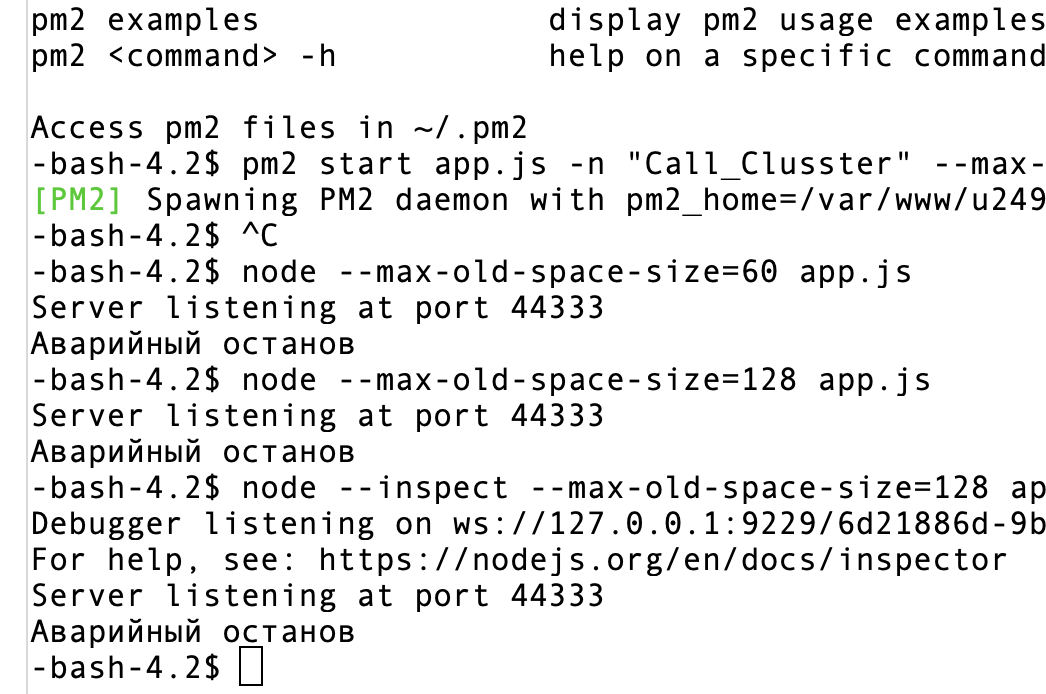 pm2 examples display pm2 usage examples
pm2 <command> -h help on a specific command
Access pm2 files in ~/.pm2
-bash-4.2$ pm2 start app.js -n "Call_Clusster" --max-
[PM2] Spawning PM2 daemon with pm2_home=/var/www/u249
-bash-4.2$ ^C
-bash-4.2$ node --max-old-space-size=60 app.js
Server listening at port 44333
Аварийный останов
-bash-4.2$ node --max-old-space-size=128 app.js
Server listening at port 44333
Аварийный останов
-bash-4.2$ node --inspect --max-old-space-size=128 ap
Debugger listening on ws://127.0.0.1:9229/6d21886d-9b
For help, see: https://nodejs.org/en/docs/inspector
Server listening at port 44333
Аварийный останов
-bash-4.2$